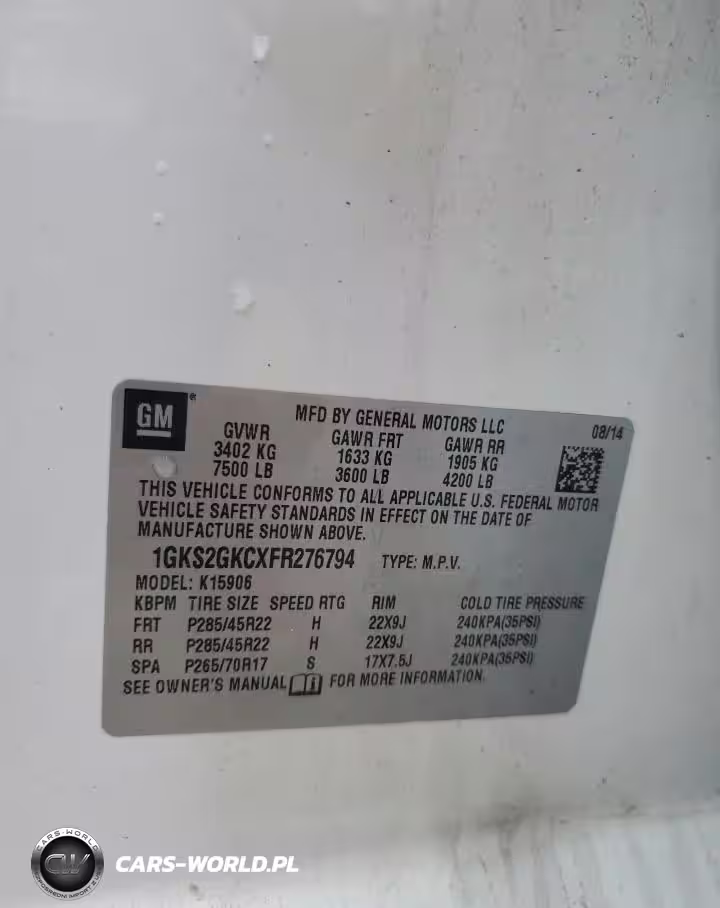 GM ®
MFD BY GENERAL MOTORS LLC 08/14
GVWR GAWR FRT GAWR RR
3402 KG 1633 KG 1905 KG
7500 LB 3600 LB 4200 LB
THIS VEHICLE CONFORMS TO ALL APPLICABLE U.S. FEDERAL MOTOR
VEHICLE SAFETY STANDARDS IN EFFECT ON THE DATE OF
MANUFACTURE SHOWN ABOVE.
1GKS2GKCXFR276794 TYPE: M.P.V.
MODEL: K15906
KBPM TIRE SIZE SPEED RTG RIM COLD TIRE PRESSURE
FRT P285/45R22 H 22X9J 240KPA(35PSI)
RR P285/45R22 H 22X9J 240KPA(35PSI)
SPA P265/70R17 S 17X7.5J 240KPA(35PSI)
SEE OWNER'S MANUAL FOR MORE INFORMATION.
CARS-WORLD
CW
CARS-WORLD.PL